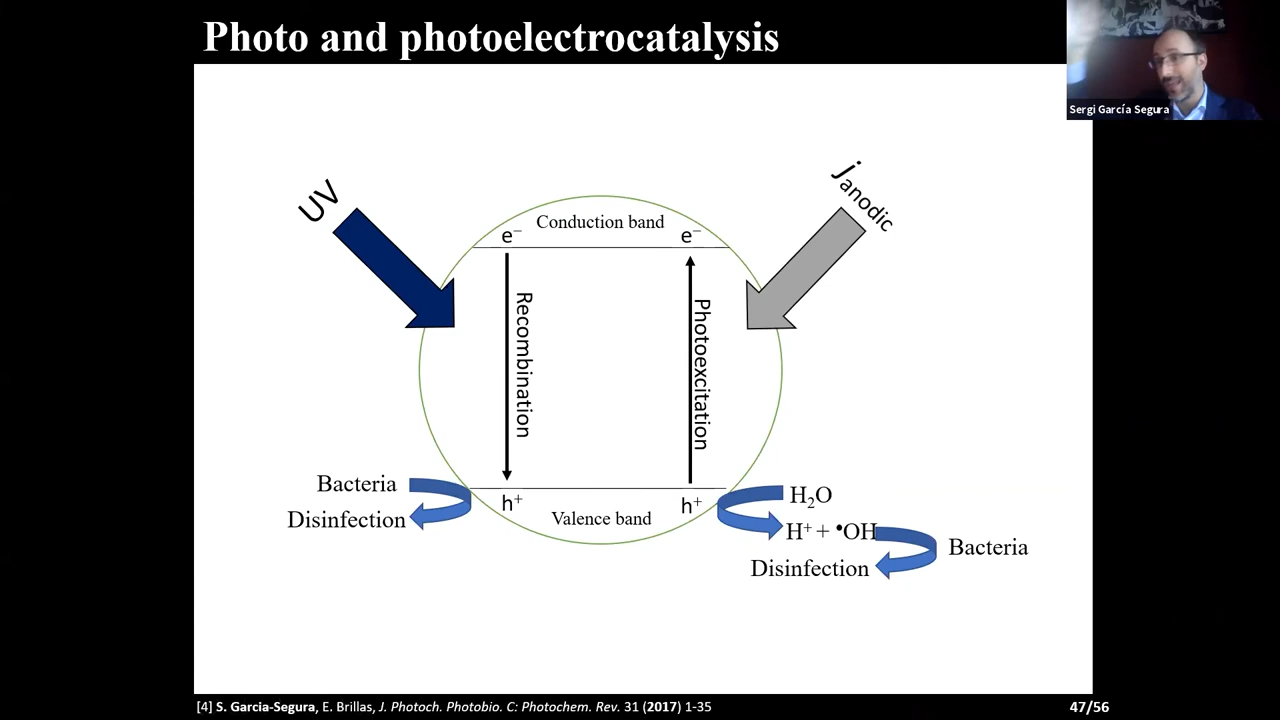 Photo and photoelectrocatalysis
Sergi García Segura
UV
janodic
Conduction band
e⁻
e⁻
Recombination
Photoexcitation
Bacteria
Disinfection
h⁺
h⁺
Valence band
H₂O
H⁺ + •OH
Bacteria
Disinfection
[4] S. Garcia-Segura, E. Brillas, J. Photoch. Photobio. C: Photochem. Rev. 31 (2017) 1-35
47/56